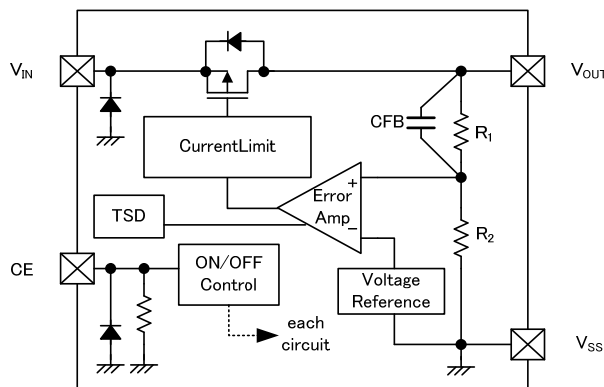 VIN
VOUT
CFB
R1
CurrentLimit
Error
Amp
+
−
TSD
R2
CE
ON/OFF
Control
Voltage
Reference
each
circuit
VSS